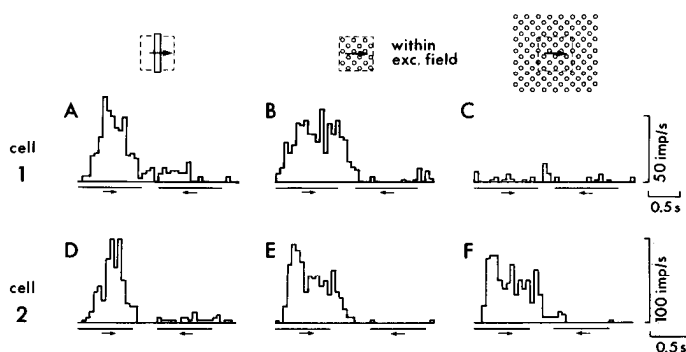 within
exc. field
A
B
C
cell
1
50 imp/s
0.5 s
D
E
F
cell
2
100 imp/s
0.5 s